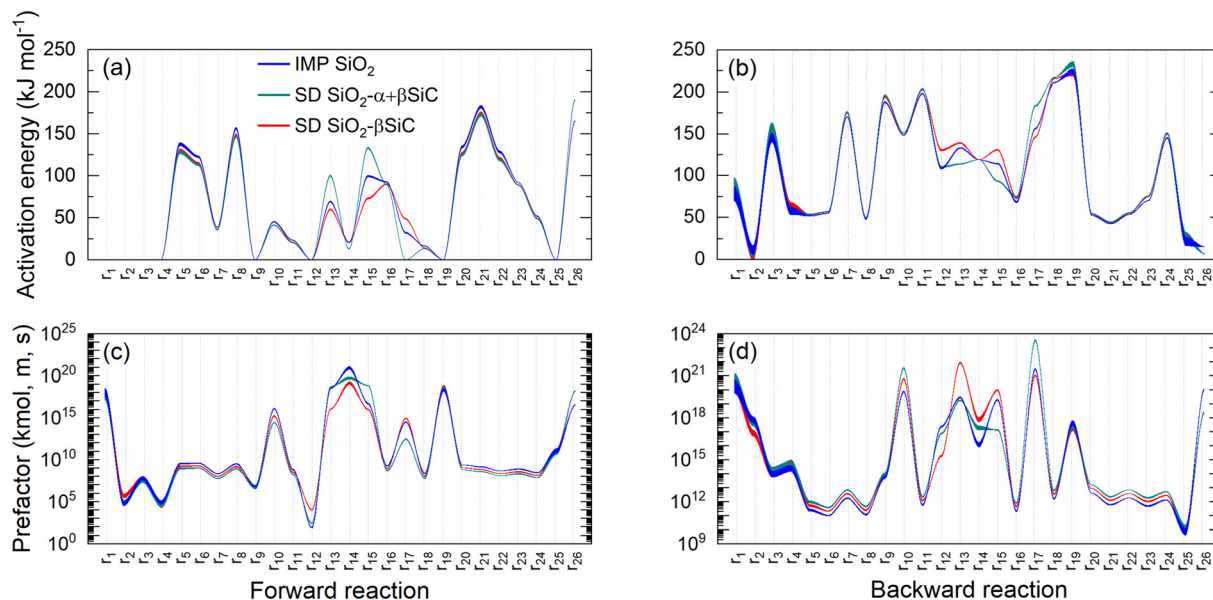 (a)
IMP SiO₂
SD SiO₂-α+βSiC
SD SiO₂-βSiC
Activation energy (kJ mol⁻¹)
250
200
150
100
50
0
r₁ r₂ r₃ r₄ r₅ r₆ r₇ r₈ r₉ r₁₀ r₁₁ r₁₂ r₁₃ r₁₄ r₁₅ r₁₆ r₁₇ r₁₈ r₁₉ r₂₀ r₂₁ r₂₂ r₂₃ r₂₄ r₂₅ r₂₆
(b)
250
200
150
100
50
0
r₁ r₂ r₃ r₄ r₅ r₆ r₇ r₈ r₉ r₁₀ r₁₁ r₁₂ r₁₃ r₁₄ r₁₅ r₁₆ r₁₇ r₁₈ r₁₉ r₂₀ r₂₁ r₂₂ r₂₃ r₂₄ r₂₅ r₂₆
(c)
Prefactor (kmol, m, s)
10²⁵
10²⁰
10¹⁵
10¹⁰
10⁵
10⁰
r₁ r₂ r₃ r₄ r₅ r₆ r₇ r₈ r₉ r₁₀ r₁₁ r₁₂ r₁₃ r₁₄ r₁₅ r₁₆ r₁₇ r₁₈ r₁₉ r₂₀ r₂₁ r₂₂ r₂₃ r₂₄ r₂₅ r₂₆
Forward reaction
(d)
10²⁴
10²¹
10¹⁸
10¹⁵
10¹²
10⁹
r₁ r₂ r₃ r₄ r₅ r₆ r₇ r₈ r₉ r₁₀ r₁₁ r₁₂ r₁₃ r₁₄ r₁₅ r₁₆ r₁₇ r₁₈ r₁₉ r₂₀ r₂₁ r₂₂ r₂₃ r₂₄ r₂₅ r₂₆
Backward reaction